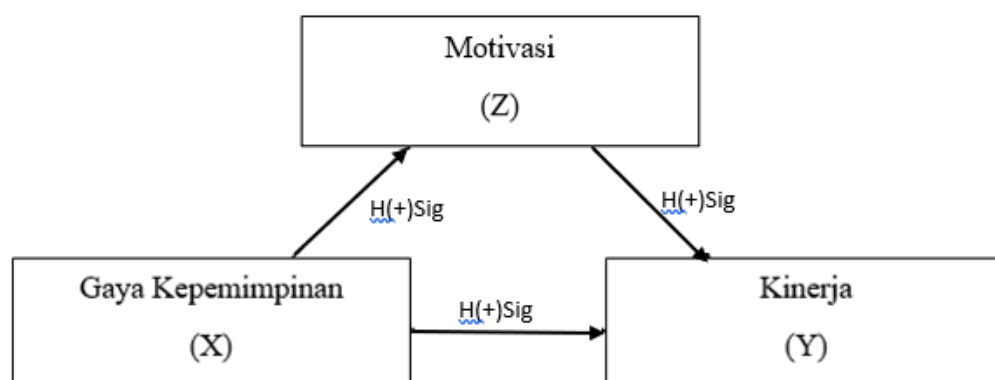 Motivasi
(Z)
H(+)Sig
H(+)Sig
Gaya Kepemimpinan
(X)
H(+)Sig
Kinerja
(Y)